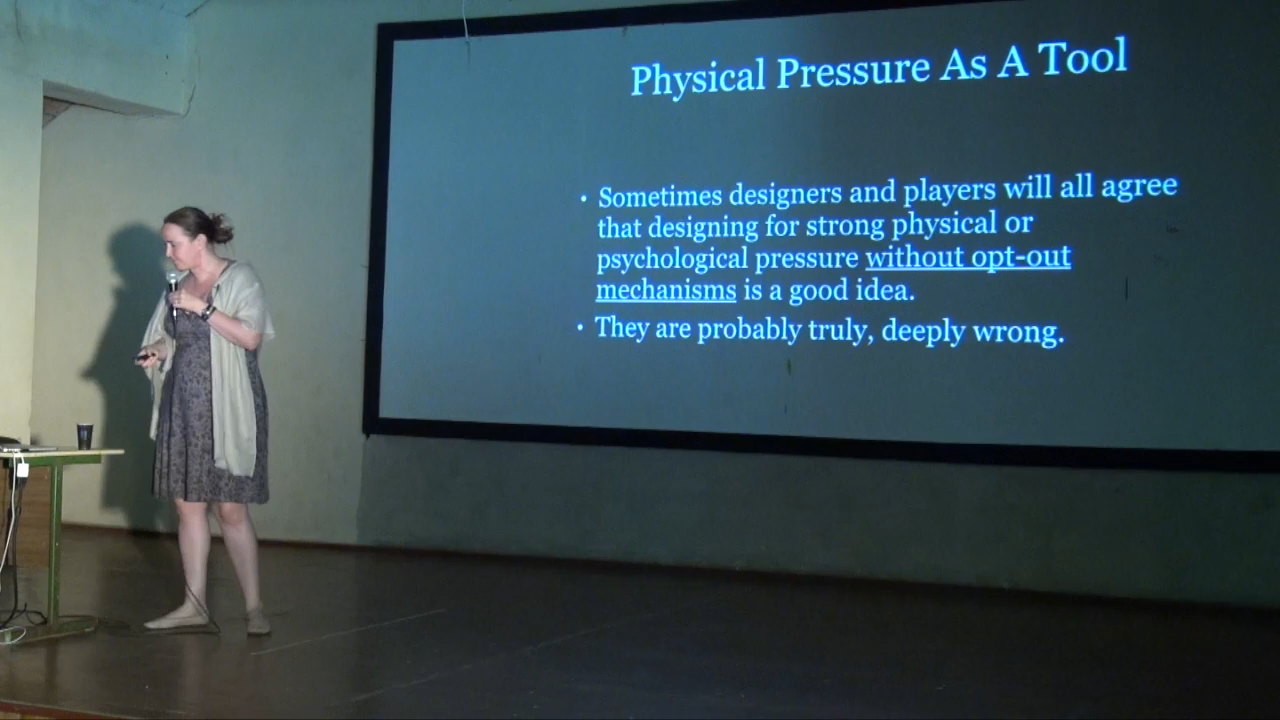 Physical Pressure As A Tool
• Sometimes designers and players will all agree
that designing for strong physical or
psychological pressure without opt-out
mechanisms is a good idea.
• They are probably truly, deeply wrong.